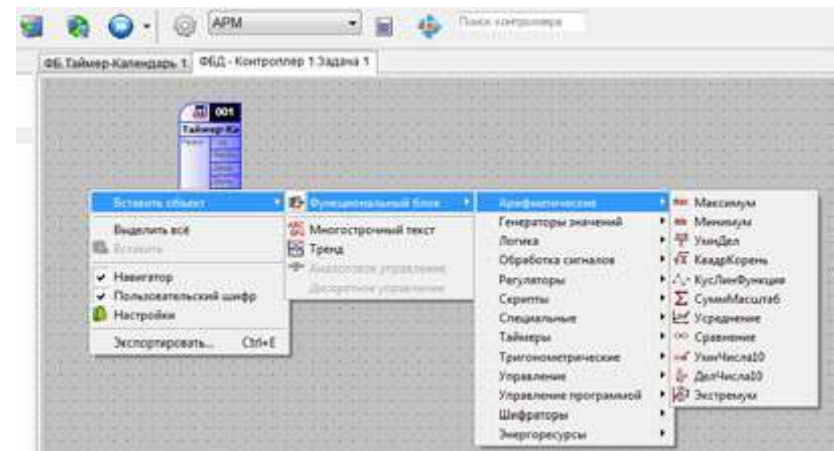 АРМ
Поиск контроллера
ФБ.Таймер-Календарь 1 ФБД - Контроллер 1.Задача 1
001
Таймер-Ка
Вставить объект
Выделить всё
Вставить
Навигатор
Пользовательский шифр
Настройки
Экспортировать... Ctrl+E
Функциональный блок
Многострочный текст
Тренд
Аналоговое управление
Дискретное управление
Арифметические
Генераторы значений
Логика
Обработка сигналов
Регуляторы
Скрипты
Специальные
Таймеры
Тригонометрические
Управление
Управление программой
Шифраторы
Энергоресурсы
Максимум
Минимум
УмнДел
КвадрКорень
КусЛинФункция
СуммМасштаб
Усреднение
Сравнение
УмнЧисла10
ДелЧисла10
Экстремум